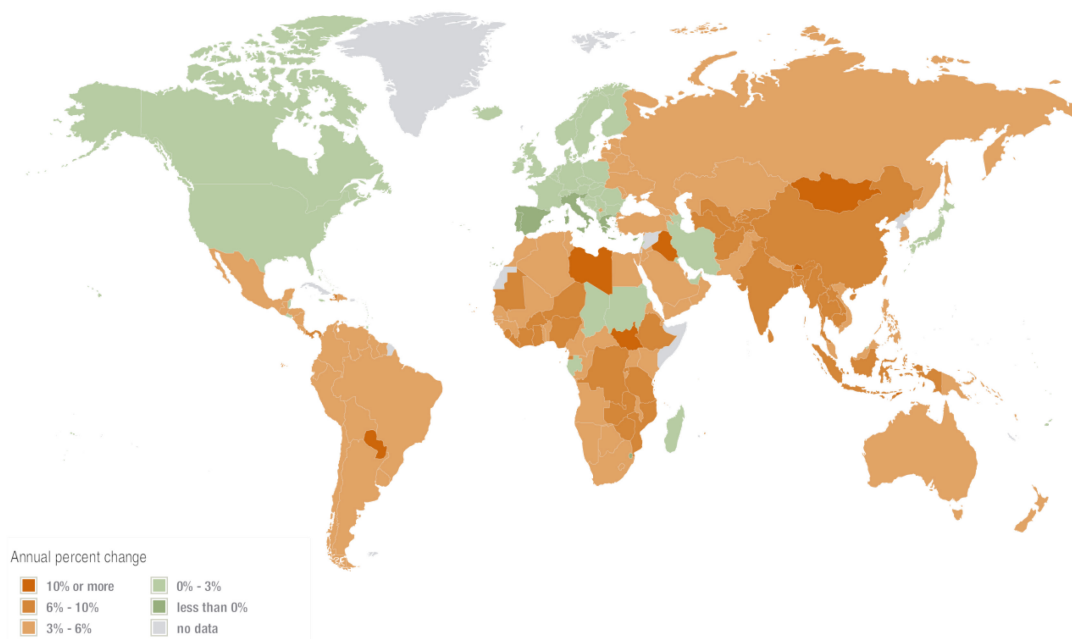 Annual percent change
10% or more
6% - 10%
3% - 6%
0% - 3%
less than 0%
no data